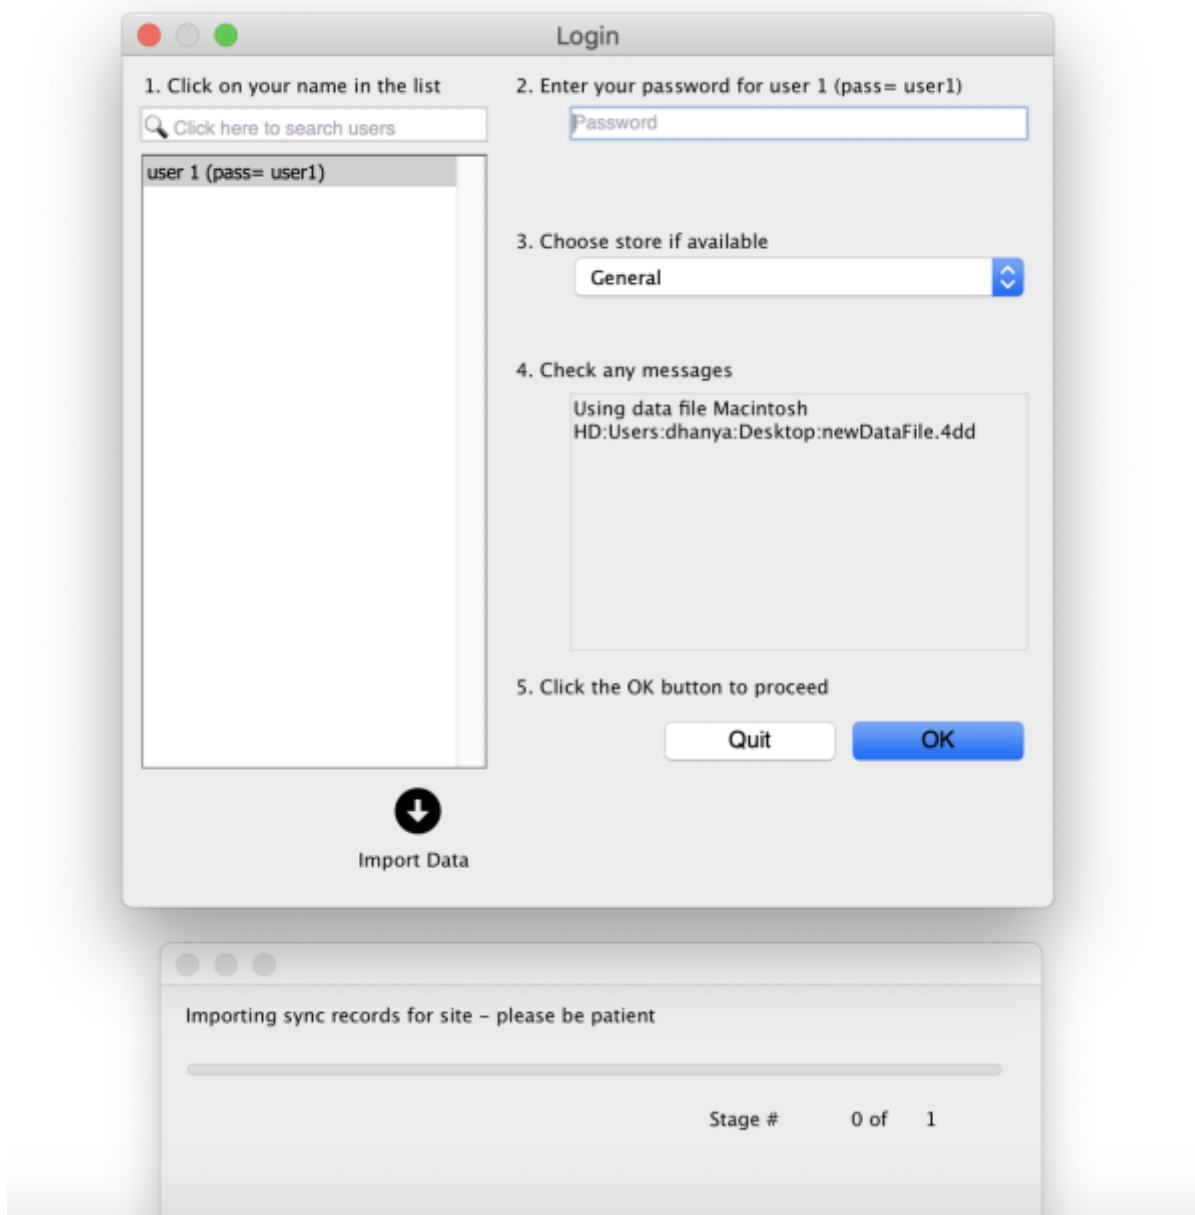 Login
1. Click on your name in the list
Click here to search users
user 1 (pass= user1)
Import Data
2. Enter your password for user 1 (pass= user1)
Password
3. Choose store if available
General
4. Check any messages
Using data file Macintosh
HD:Users:dhanya:Desktop:newDataFile.4dd
5. Click the OK button to proceed
Quit
OK
Importing sync records for site – please be patient
Stage # 0 of 1